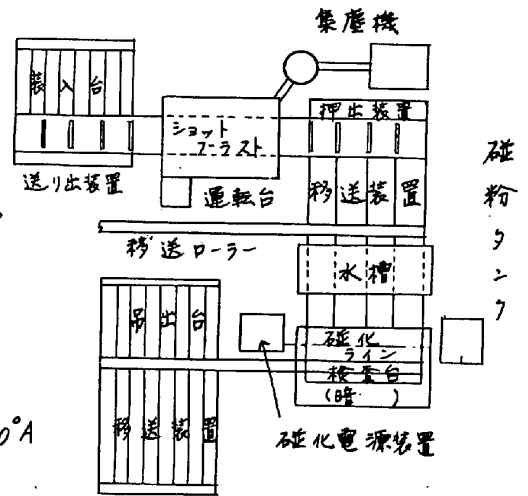 集塵機
装入台
押出装置
ショット
ブラスト
送り出装置
運転台
移送装置
磁粉タンク
移送ローラー
水槽
吊出台
磁化
ライン
検査台
(暗 )
移送装置
0°A
磁化電源装置